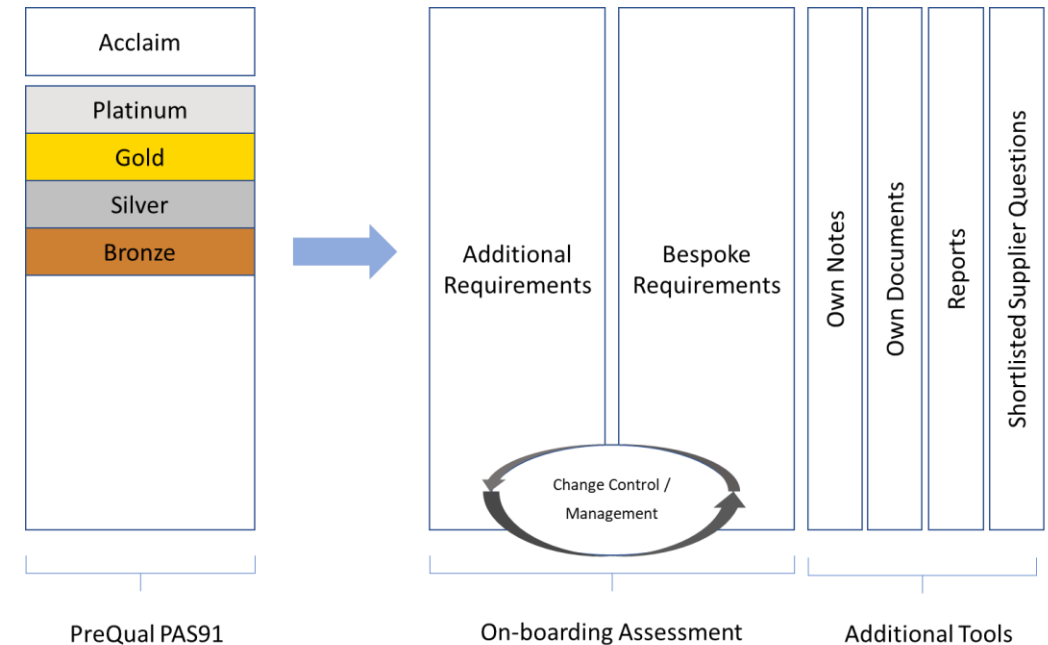 Acclaim
Platinum
Gold
Silver
Bronze
Additional
Requirements
Bespoke
Requirements
Change Control /
Management
Own Notes
Own Documents
Reports
Shortlisted Supplier Questions
PreQual PAS91
On-boarding Assessment
Additional Tools